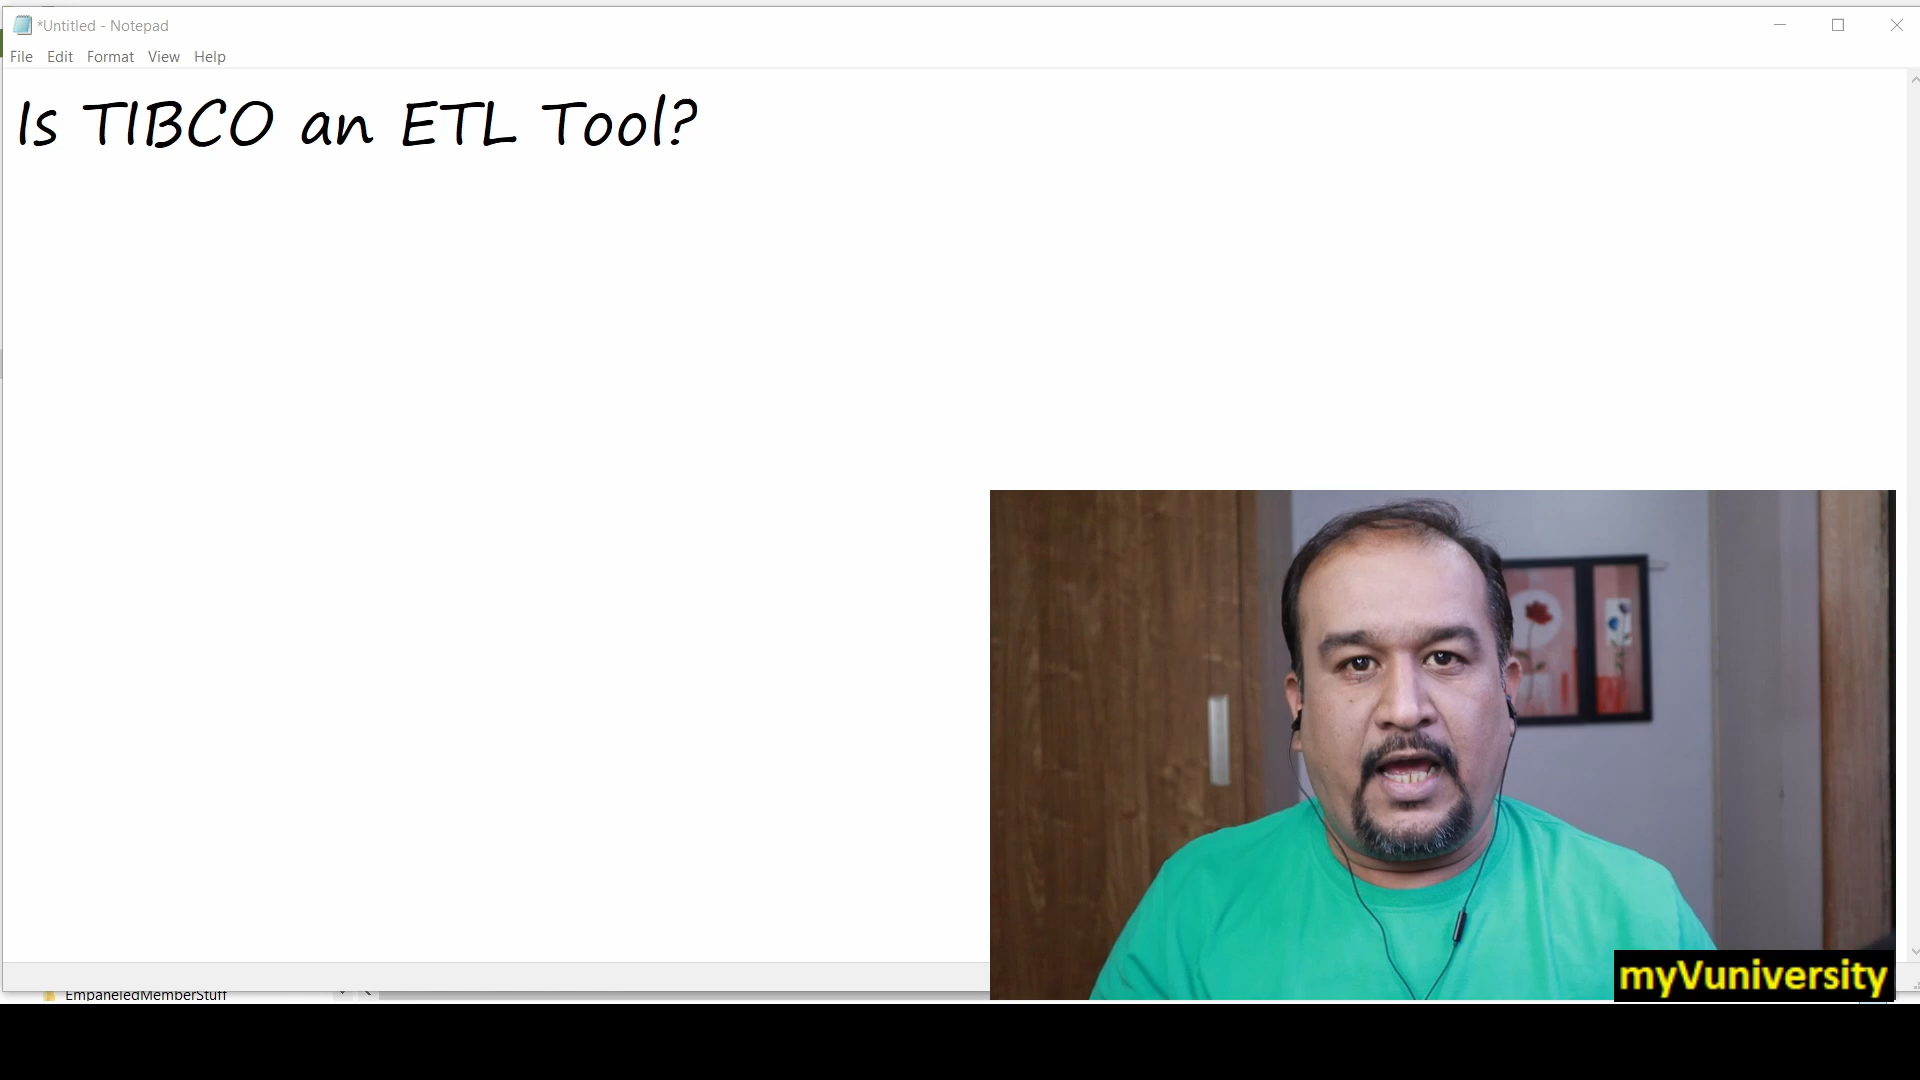 *Untitled - Notepad
File Edit Format View Help
Is TIBCO an ETL Tool?
myVuniversity
EmpaneledMemberStuff